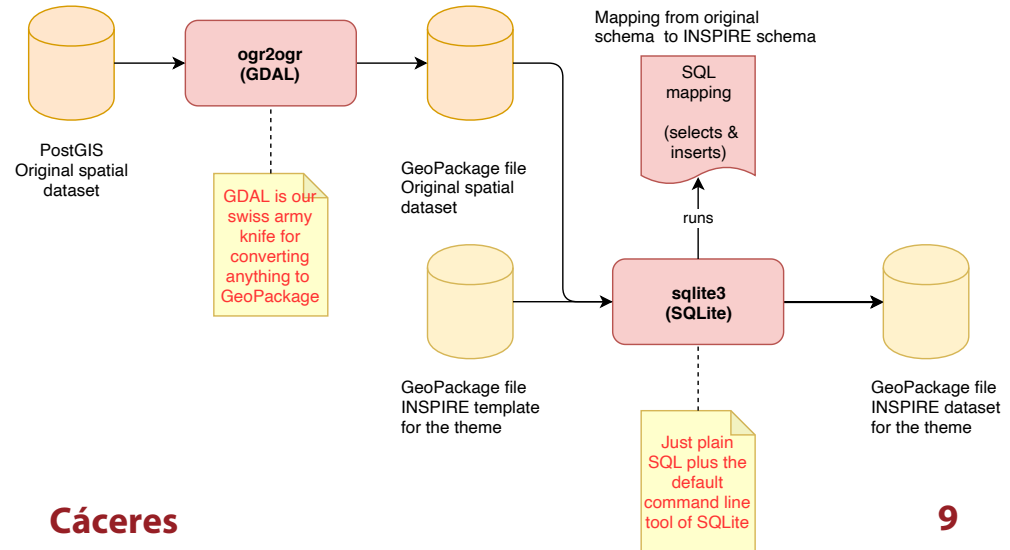 Mapping from original
schema to INSPIRE schema
ogr2ogr
(GDAL)
SQL
mapping
(selects &
inserts)
PostGIS
Original spatial
dataset
GeoPackage file
Original spatial
dataset
GDAL is our
swiss army
knife for
converting
anything to
GeoPackage
runs
sqlite3
(SQLite)
GeoPackage file
INSPIRE template
for the theme
GeoPackage file
INSPIRE dataset
for the theme
Just plain
SQL plus the
default
command line
tool of SQLite
Cáceres
9